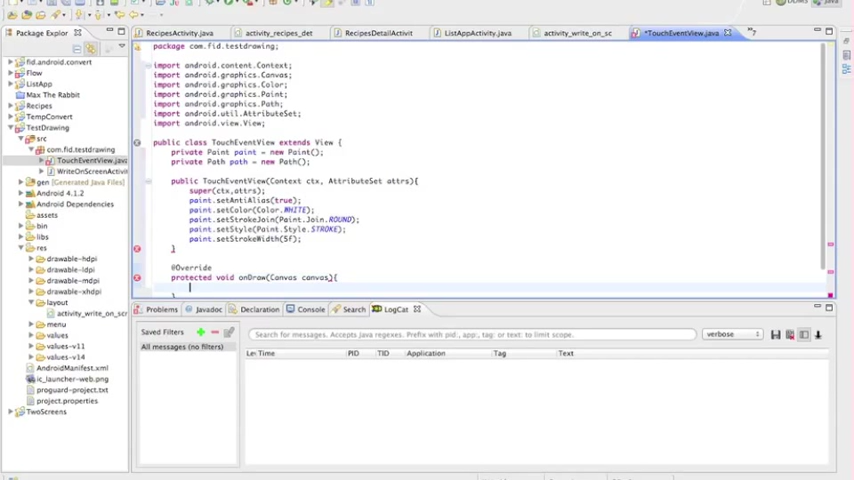 Java
Package Explor
RecipesActivity.java
activity_recipes_det
RecipesDetailActivit
ListAppActivity.java
activity_write_on_sc
*TouchEventView.java
7
fid.android.convert
Flow
ListApp
Max The Rabbit
Recipes
TempConvert
TestDrawing
src
com.fid.testdrawing
TouchEventView.java
WriteOnScreenActivit
gen [Generated Java Files]
Android 4.1.2
Android Dependencies
assets
bin
libs
res
drawable-hdpi
drawable-ldpi
drawable-mdpi
drawable-xhdpi
layout
activity_write_on_scr
menu
values
values-v11
values-v14
AndroidManifest.xml
ic_launcher-web.png
proguard-project.txt
project.properties
TwoScreens
package com.fid.testdrawing;
import android.content.Context;
import android.graphics.Canvas;
import android.graphics.Color;
import android.graphics.Paint;
import android.graphics.Path;
import android.util.AttributeSet;
import android.view.View;
public class TouchEventView extends View {
private Paint paint = new Paint();
private Path path = new Path();
public TouchEventView(Context ctx, AttributeSet attrs){
super(ctx,attrs);
paint.setAntiAlias(true);
paint.setColor(Color.WHITE);
paint.setStrokeJoin(Paint.Join.ROUND);
paint.setStyle(Paint.Style.STROKE);
paint.setStrokeWidth(5f);
}
@Override
protected void onDraw(Canvas canvas){
}
Problems
Javadoc
Declaration
Console
Search
LogCat
Saved Filters
All messages (no filters)
Search for messages. Accepts Java regexes. Prefix with pid:, app:, tag: or text: to limit scope.
verbose
Le
Time
PID
TID
Application
Tag
Text